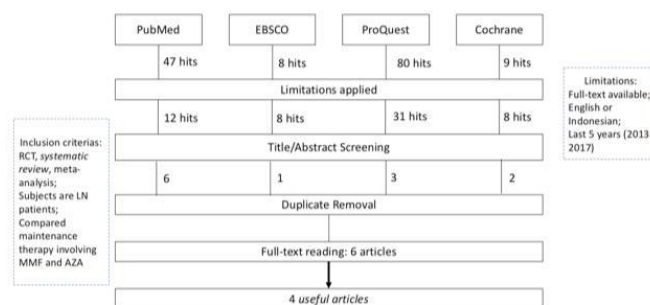 PubMed EBSCO ProQuest Cochrane
47 hits 8 hits 80 hits 9 hits
Limitations applied
12 hits 8 hits 31 hits 8 hits
Title/Abstract Screening
6 1 3 2
Duplicate Removal
Full-text reading: 6 articles
4 useful articles
Inclusion criterias:
RCT, systematic
review, meta-
analysis;
Subjects are LN
patients;
Compared
maintenance
therapy involving
MMF and AZA
Limitations:
Full-text available;
English or
Indonesian;
Last 5 years (2013-
2017)